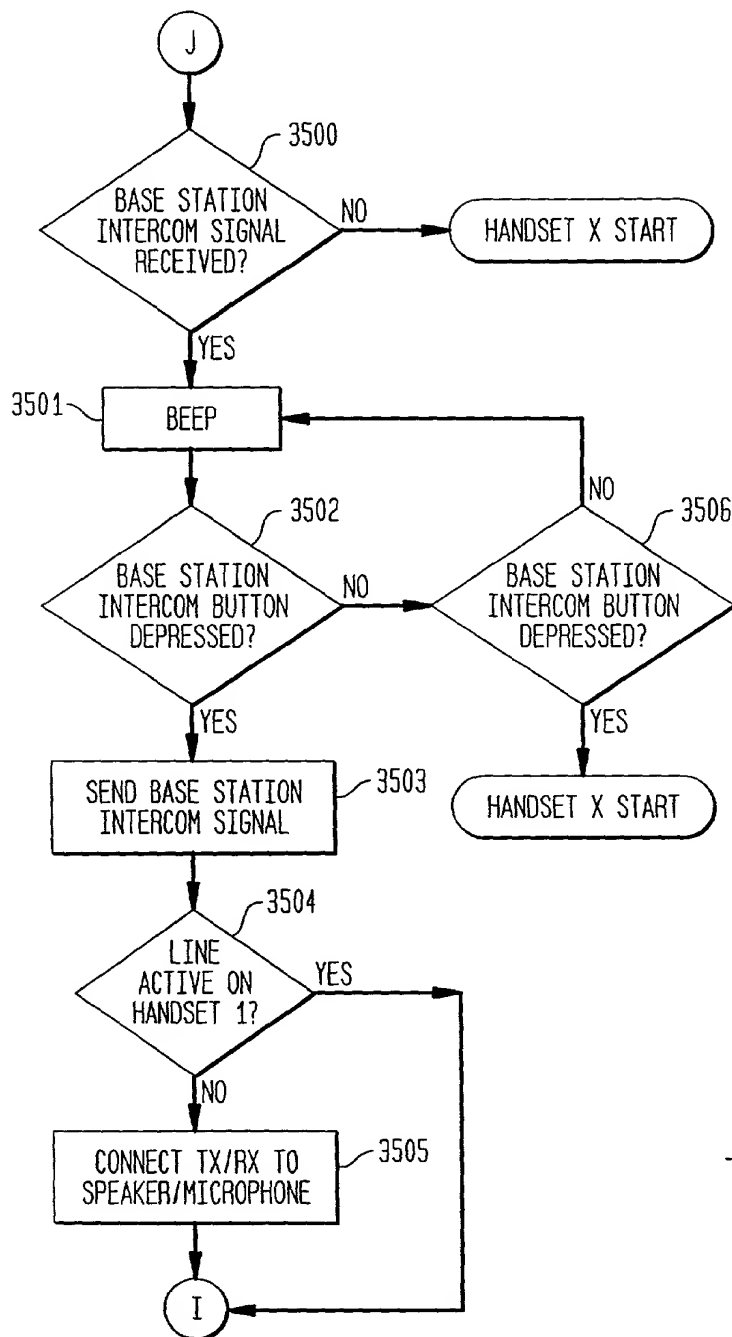 J
3500
BASE STATION
INTERCOM SIGNAL
RECEIVED?
NO
HANDSET X START
YES
3501
BEEP
NO
3502
3506
BASE STATION
INTERCOM BUTTON
DEPRESSED?
NO
BASE STATION
INTERCOM BUTTON
DEPRESSED?
YES
YES
SEND BASE STATION
INTERCOM SIGNAL
3503
HANDSET X START
3504
LINE
ACTIVE ON
HANDSET 1?
YES
NO
CONNECT TX/RX TO
SPEAKER/MICROPHONE
3505
I